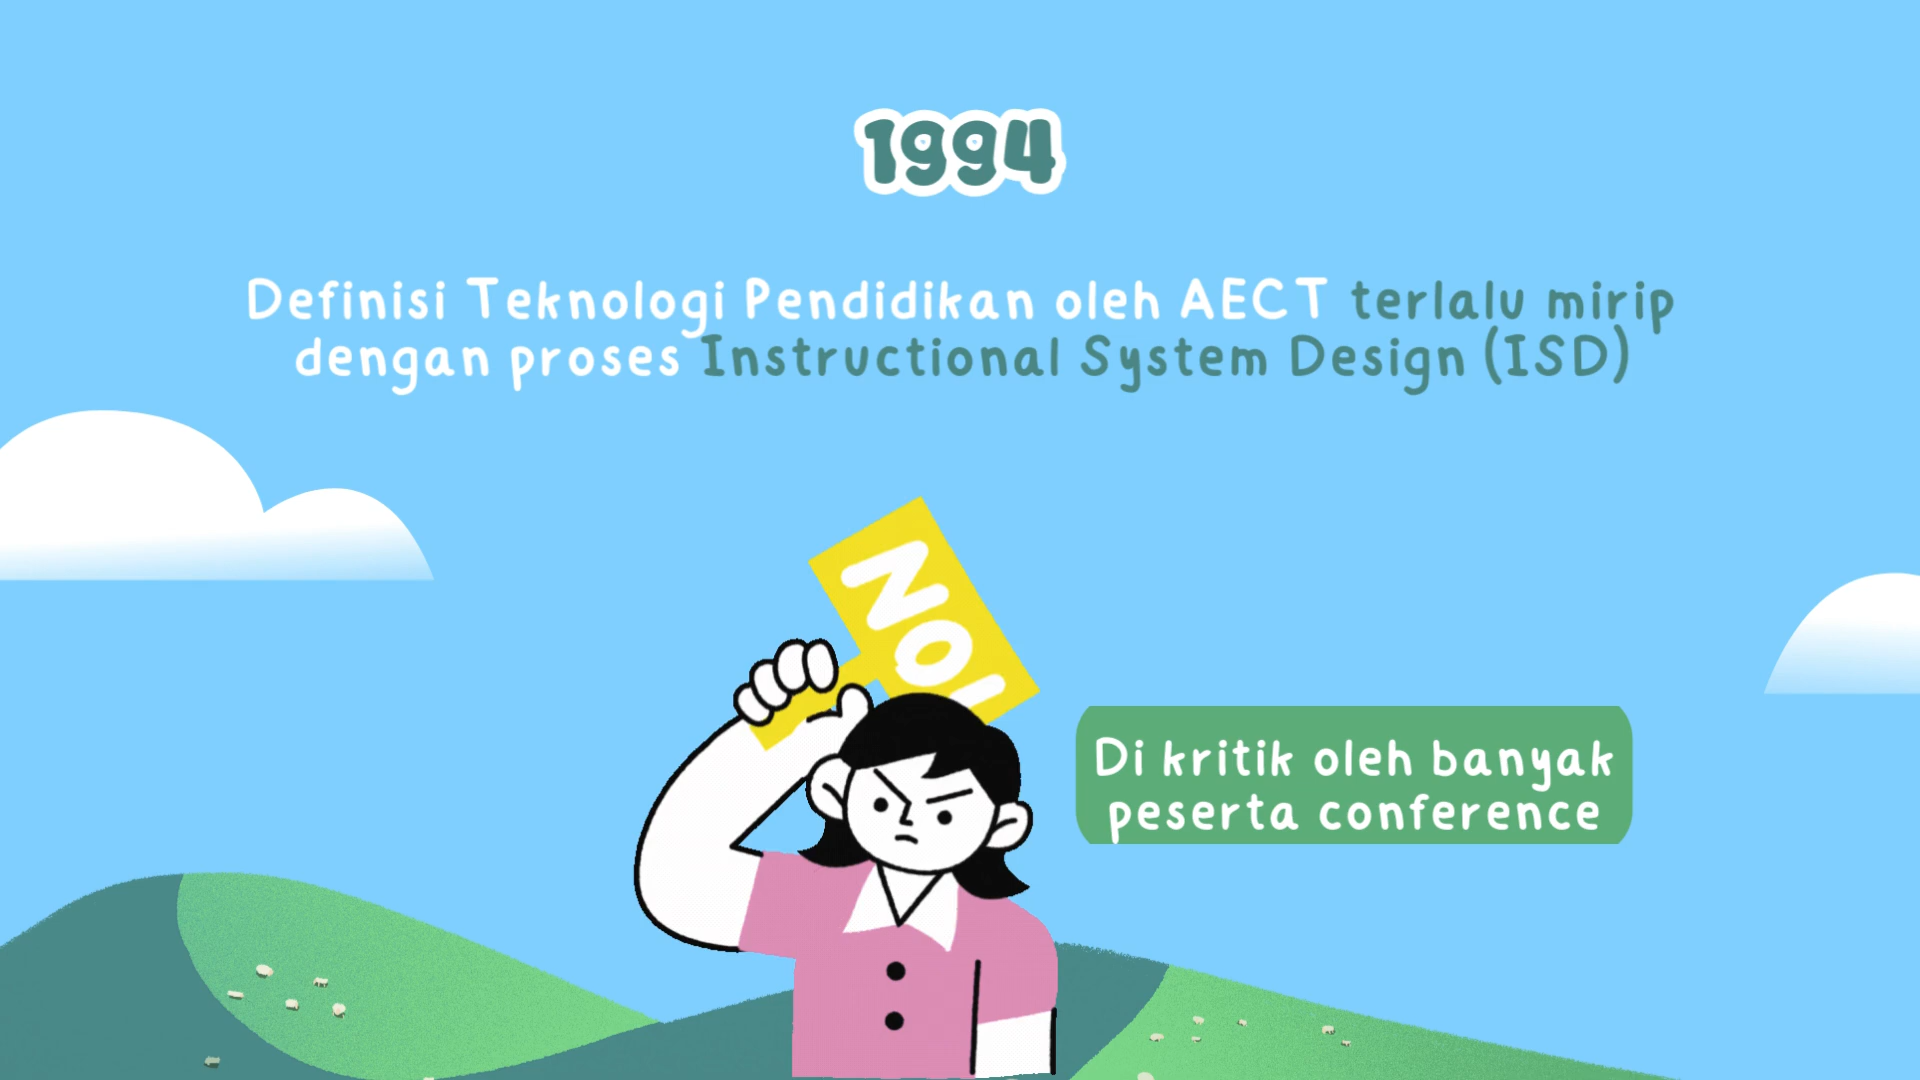 1994
Definisi Teknologi Pendidikan oleh AECT terlalu mirip
dengan proses Instructional System Design (ISD)
NO!
Di kritik oleh banyak
peserta conference